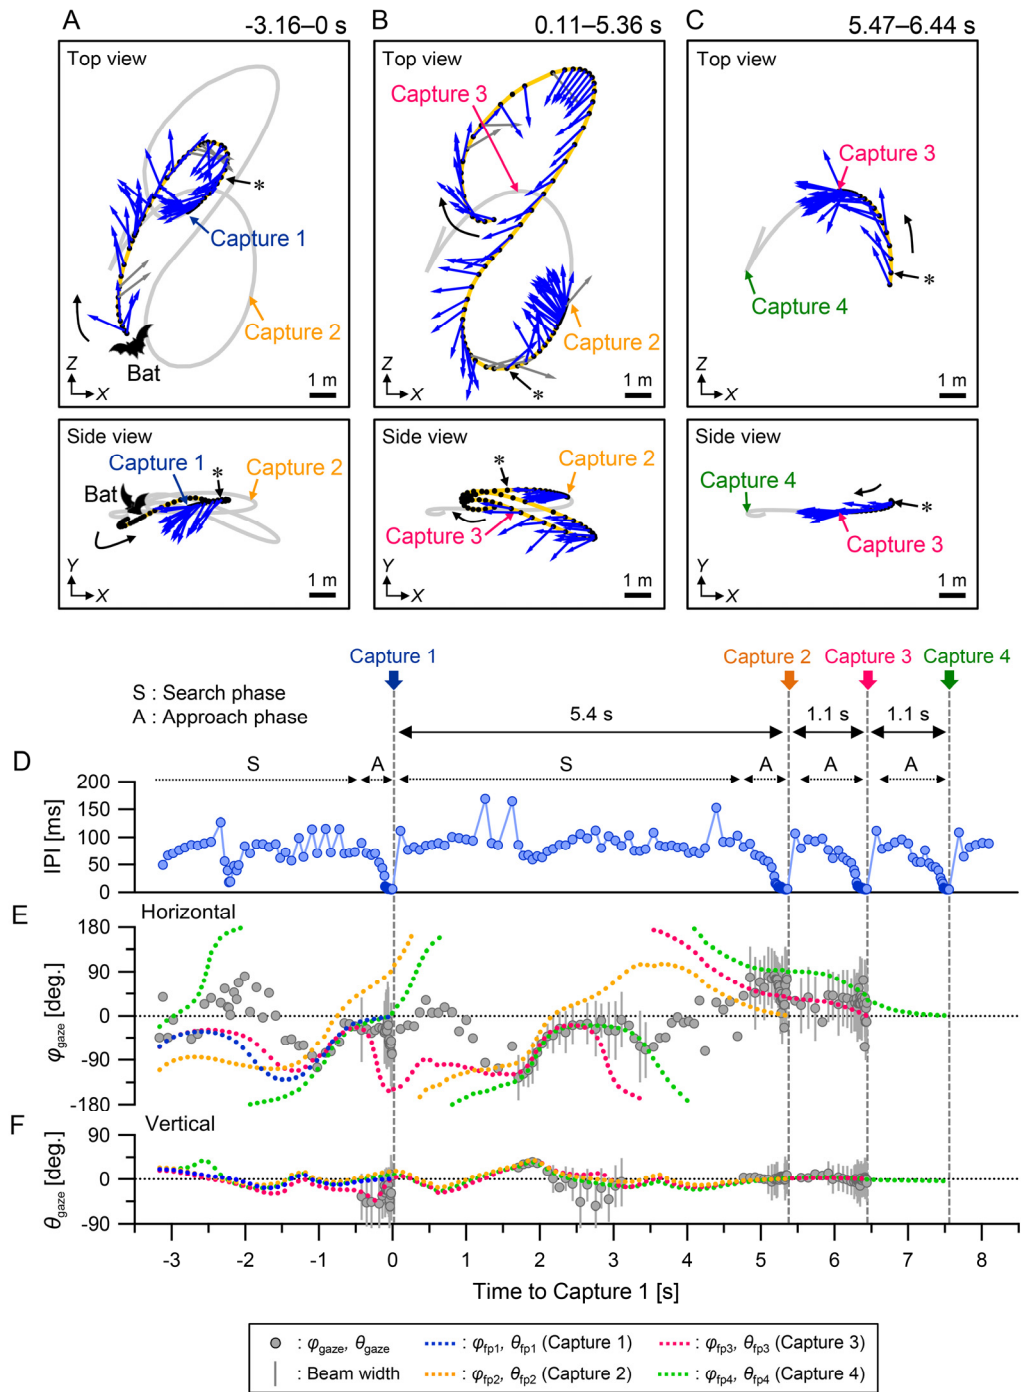 A
-3.16–0 s
B
0.11–5.36 s
C
5.47–6.44 s
Top view
*
Capture 1
Capture 2
Bat
Z
X
1 m
Top view
Capture 3
Capture 2
*
Z
X
1 m
Top view
Capture 3
*
Capture 4
Z
X
1 m
Side view
Capture 1
*
Capture 2
Bat
Y
X
1 m
Side view
*
Capture 2
Capture 3
Y
X
1 m
Side view
Capture 4
*
Capture 3
Y
X
1 m
Capture 1
Capture 2
Capture 3
Capture 4
S : Search phase
A : Approach phase
5.4 s
1.1 s
1.1 s
D
S
A
S
A
A
A
IPI [ms]
200
150
100
50
0
E
Horizontal
φgaze [deg.]
180
90
0
-90
-180
F
Vertical
θgaze [deg.]
90
0
-90
-3 -2 -1 0 1 2 3 4 5 6 7 8
Time to Capture 1 [s]
: φgaze, θgaze
: φfp1, θfp1 (Capture 1)
: φfp3, θfp3 (Capture 3)
: Beam width
: φfp2, θfp2 (Capture 2)
: φfp4, θfp4 (Capture 4)